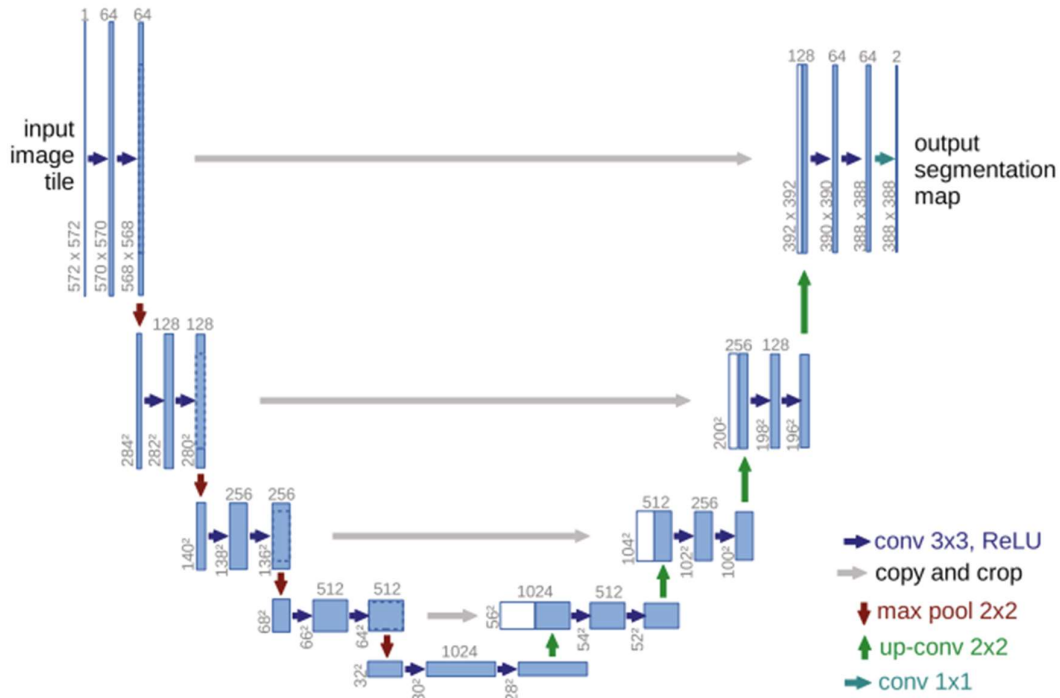 1 64 64
128 64 64 2
input
image
tile
output
segmentation
map
572 x 572
570 x 570
568 x 568
392 x 392
390 x 390
388 x 388
388 x 388
128 128
256 128
284²
282²
280²
200²
198²
196²
256 256
512 256
140²
138²
136²
104²
102²
100²
512 512
1024 512
68²
66²
64²
56²
54²
52²
1024
32²
30²
28²
conv 3x3, ReLU
copy and crop
max pool 2x2
up-conv 2x2
conv 1x1